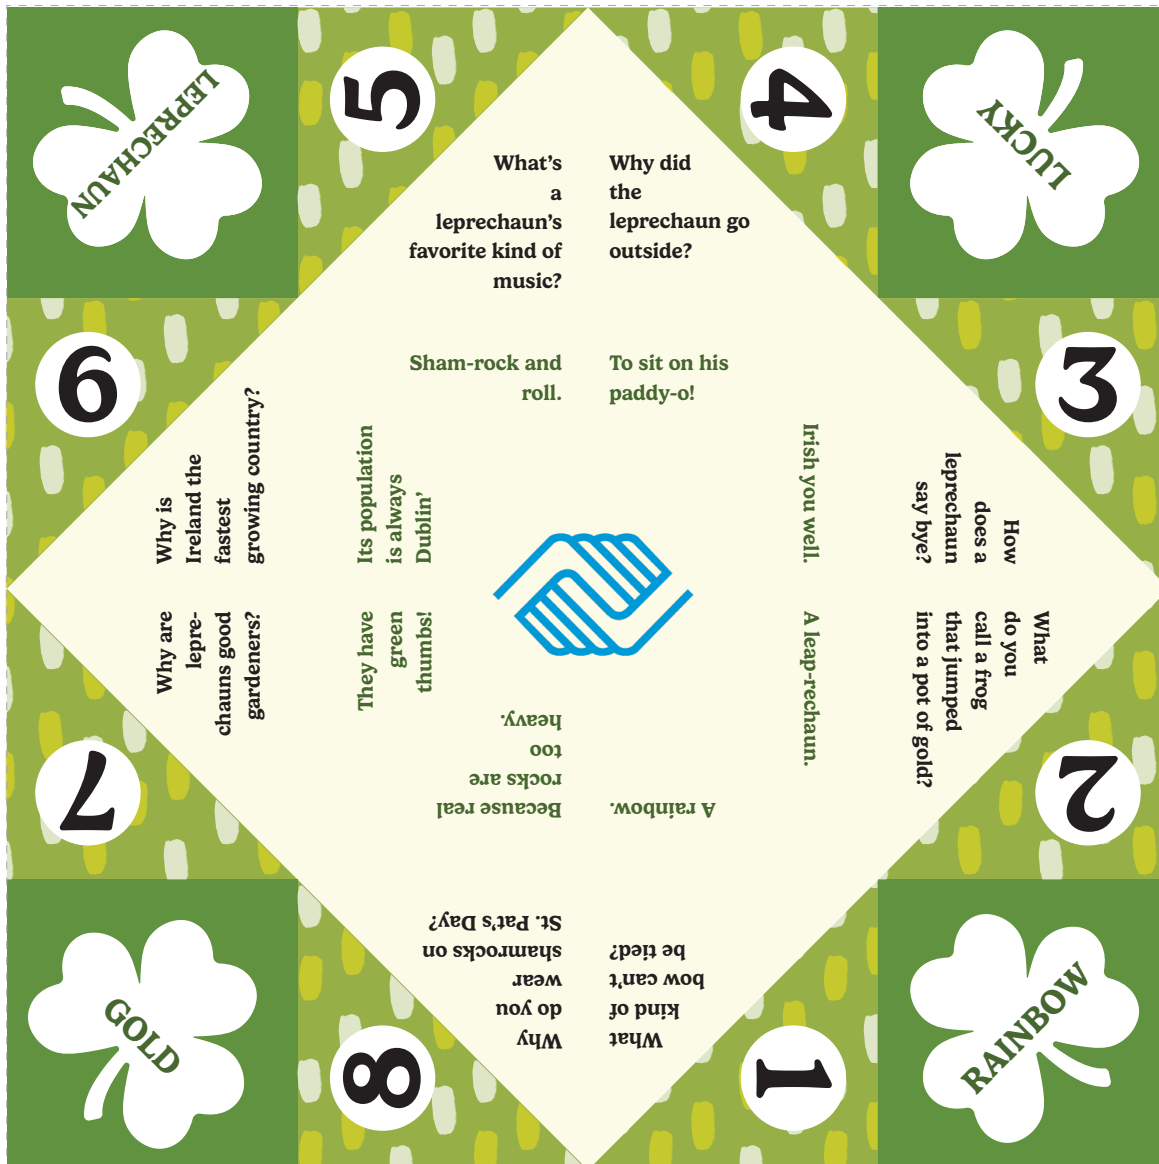 LEPRECHAUN
5
4
LUCKY
What's
a
leprechaun's
favorite kind of
music?
Why did
the
leprechaun go
outside?
Sham-rock and
roll.
To sit on his
paddy-o!
6
3
Why is
Ireland the
fastest
growing country?
Its population
is always
Dublin'
How
does a
leprechaun
say bye?
Irish you well.
Why are
lepre-
chauns good
gardeners?
They have
green
thumbs!
What
do you
call a frog
that jumped
into a pot of gold?
A leap-rechaun.
7
2
Why
do you
wear
shamrocks on
St. Pat's Day?
Because real
rocks are
too
heavy.
What
kind of
bow can't
be tied?
A rainbow.
GOLD
8
1
RAINBOW